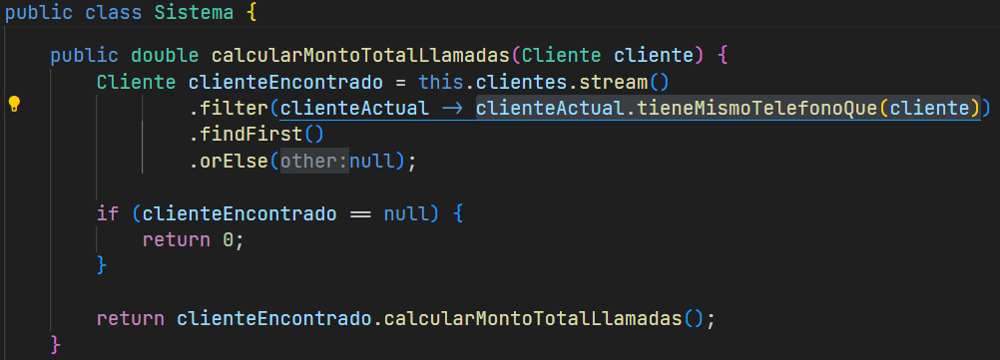 public class Sistema {
public double calcularMontoTotalLlamadas(Cliente cliente) {
Cliente clienteEncontrado = this.clientes.stream()
.filter(clienteActual -> clienteActual.tieneMismoTelefonoQue(cliente))
.findFirst()
.orElse(other:null);
if (clienteEncontrado == null) {
return 0;
}
return clienteEncontrado.calcularMontoTotalLlamadas();
}